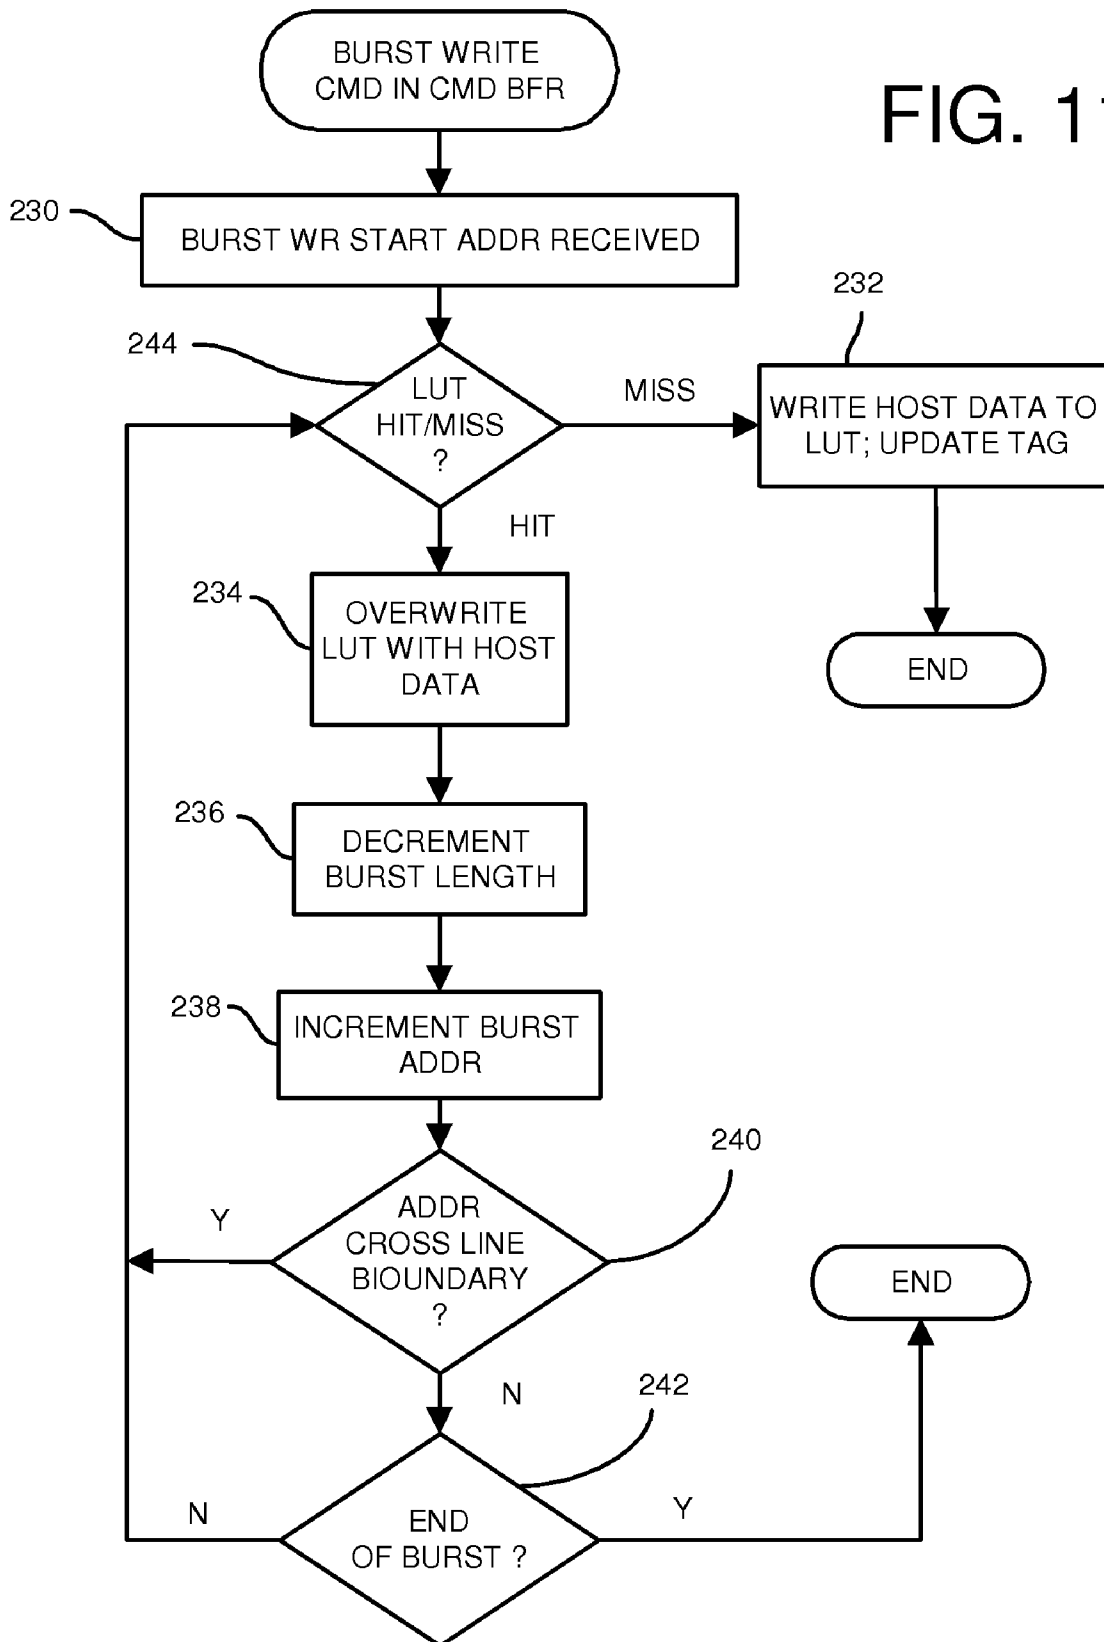 BURST WRITE
CMD IN CMD BFR
FIG. 11
230
BURST WR START ADDR RECEIVED
232
244
LUT
HIT/MISS
?
MISS
WRITE HOST DATA TO
LUT; UPDATE TAG
HIT
234
OVERWRITE
LUT WITH HOST
DATA
END
236
DECREMENT
BURST LENGTH
238
INCREMENT BURST
ADDR
240
Y
ADDR
CROSS LINE
BIOUNDARY
?
END
N
242
N
Y
END
OF BURST ?